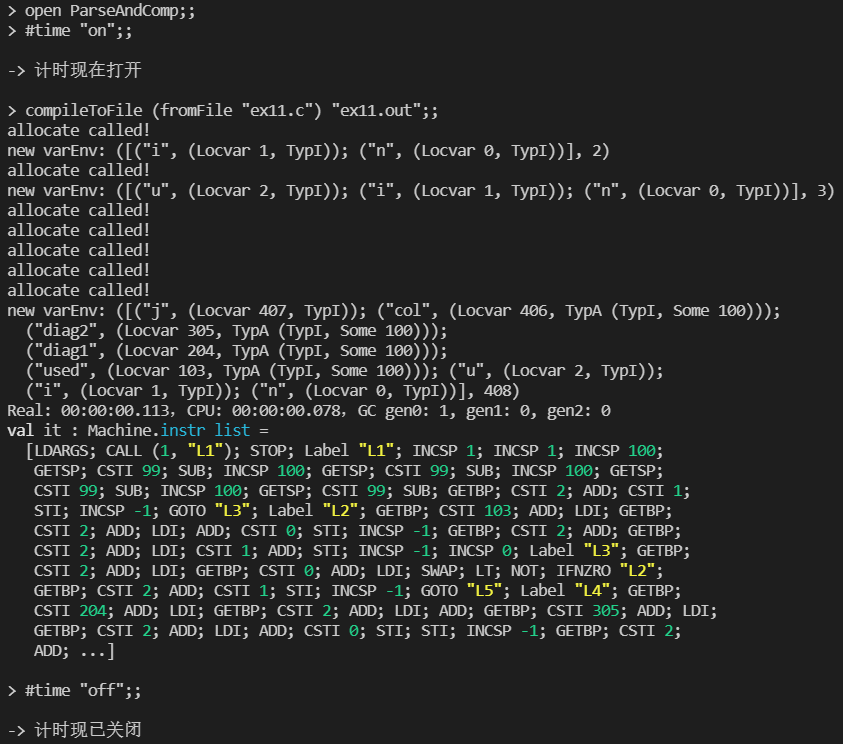 > open ParseAndComp;;
> #time "on";;
-> 计时现在打开
> compileToFile (fromFile "ex11.c") "ex11.out";;
allocate called!
new varEnv: ([("i", (Locvar 1, TypI)); ("n", (Locvar 0, TypI))], 2)
allocate called!
new varEnv: ([("u", (Locvar 2, TypI)); ("i", (Locvar 1, TypI)); ("n", (Locvar 0, TypI))], 3)
allocate called!
allocate called!
allocate called!
allocate called!
allocate called!
new varEnv: ([("j", (Locvar 407, TypI)); ("col", (Locvar 406, TypA (TypI, Some 100)));
  ("diag2", (Locvar 305, TypA (TypI, Some 100)));
  ("diag1", (Locvar 204, TypA (TypI, Some 100)));
  ("used", (Locvar 103, TypA (TypI, Some 100))); ("u", (Locvar 2, TypI));
  ("i", (Locvar 1, TypI)); ("n", (Locvar 0, TypI))], 408)
Real: 00:00:00.113, CPU: 00:00:00.078, GC gen0: 1, gen1: 0, gen2: 0
val it : Machine.instr list =
  [LDARGS; CALL (1, "L1"); STOP; Label "L1"; INCSP 1; INCSP 1; INCSP 100;
   GETSP; CSTI 99; SUB; INCSP 100; GETSP; CSTI 99; SUB; INCSP 100; GETSP;
   CSTI 99; SUB; INCSP 100; GETSP; CSTI 99; SUB; GETBP; CSTI 2; ADD; CSTI 1;
   STI; INCSP -1; GOTO "L3"; Label "L2"; GETBP; CSTI 103; ADD; LDI; GETBP;
   CSTI 2; ADD; LDI; ADD; CSTI 0; STI; INCSP -1; GETBP; CSTI 2; ADD; GETBP;
   CSTI 2; ADD; LDI; CSTI 1; ADD; STI; INCSP -1; INCSP 0; Label "L3"; GETBP;
   CSTI 2; ADD; LDI; GETBP; CSTI 0; ADD; LDI; SWAP; LT; NOT; IFNZRO "L2";
   GETBP; CSTI 2; ADD; CSTI 1; STI; INCSP -1; GOTO "L5"; Label "L4"; GETBP;
   CSTI 204; ADD; LDI; GETBP; CSTI 2; ADD; LDI; ADD; GETBP; CSTI 305; ADD; LDI;
   GETBP; CSTI 2; ADD; LDI; ADD; CSTI 0; STI; STI; INCSP -1; GETBP; CSTI 2;
   ADD; ...]
> #time "off";;
-> 计时现已关闭